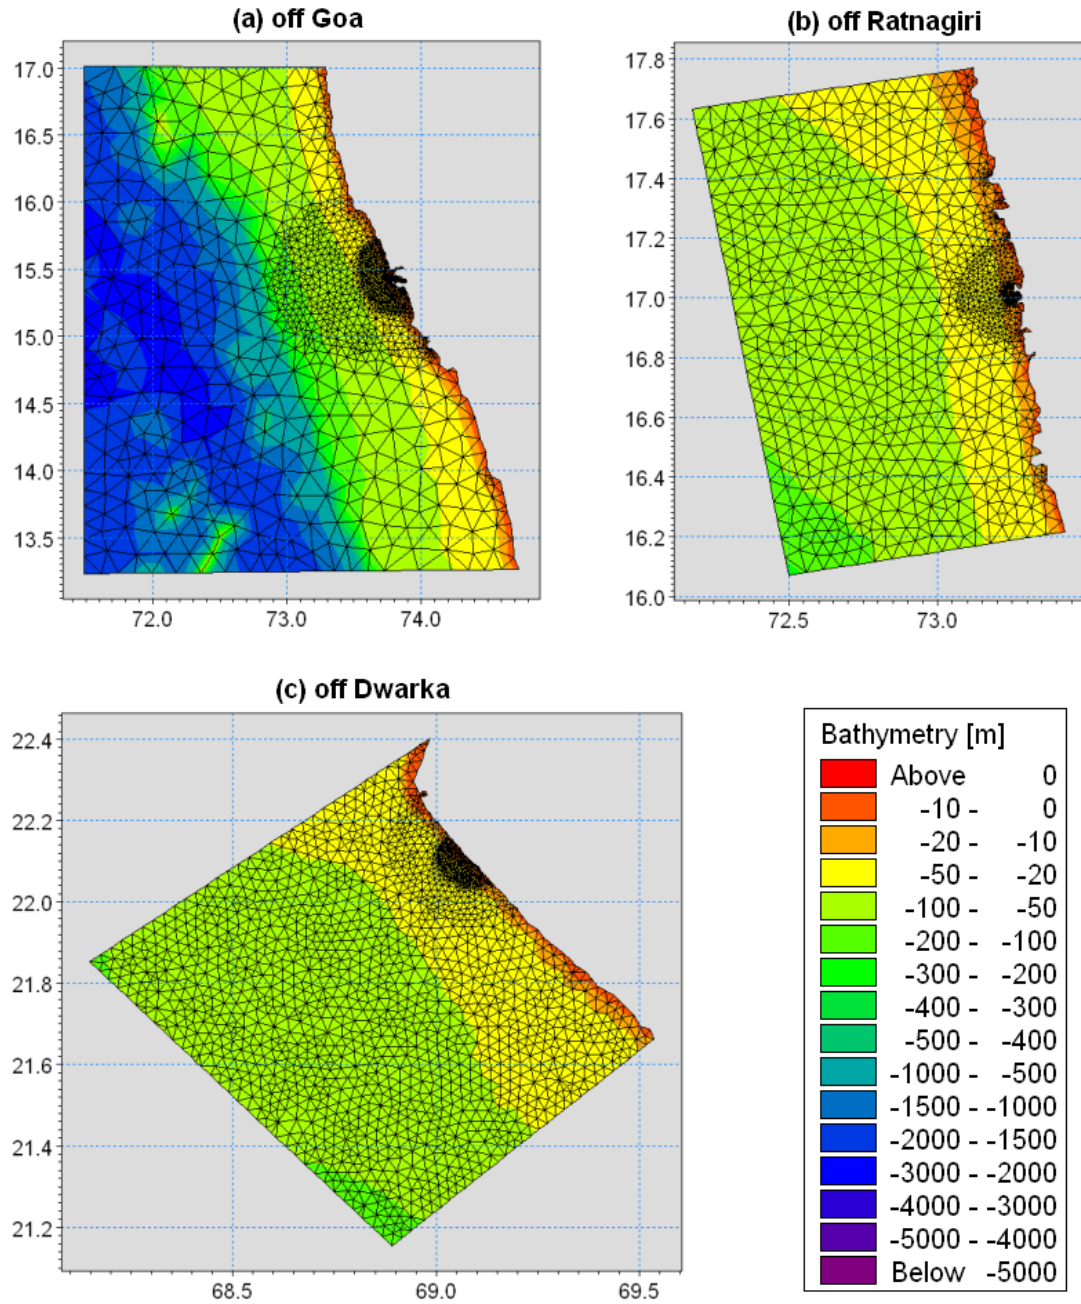 (a) off Goa
17.0
16.5
16.0
15.5
15.0
14.5
14.0
13.5
72.0 73.0 74.0
(b) off Ratnagiri
17.8
17.6
17.4
17.2
17.0
16.8
16.6
16.4
16.2
16.0
72.5 73.0
(c) off Dwarka
22.4
22.2
22.0
21.8
21.6
21.4
21.2
68.5 69.0 69.5
Bathymetry [m]
Above 0
-10 - 0
-20 - -10
-50 - -20
-100 - -50
-200 - -100
-300 - -200
-400 - -300
-500 - -400
-1000 - -500
-1500 - -1000
-2000 - -1500
-3000 - -2000
-4000 - -3000
-5000 - -4000
Below -5000